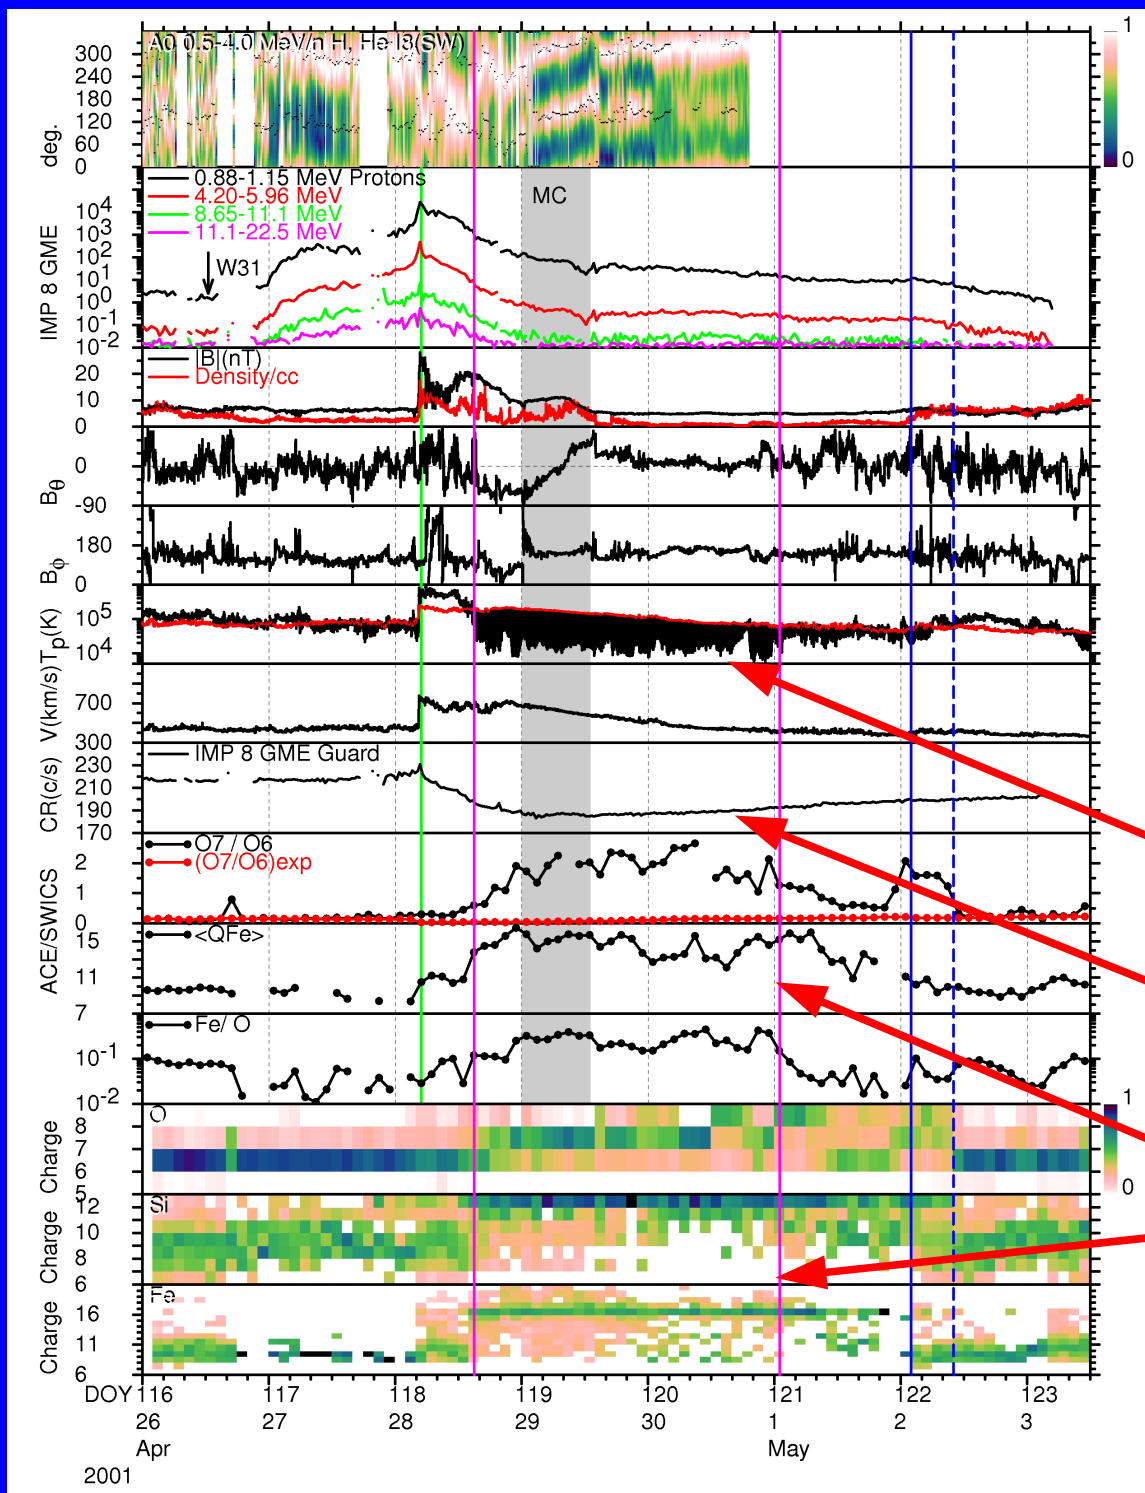 A0 0.5-4.0 MeV/n H, He-I3(SW)
300
240
180
120
60
0
deg.
1
0
0.88-1.15 MeV Protons
4.20-5.96 MeV
8.65-11.1 MeV
11.1-22.5 MeV
MC
W31
10^4
10^3
10^2
10^1
10^0
10^-1
10^-2
IMP 8 GME
|B|(nT)
Density/cc
20
10
0
0
-90
B_θ
180
0
B_ϕ
10^5
10^4
T_p(K)
700
300
V(km/s)
IMP 8 GME Guard
230
210
190
170
CR(c/s)
O7 / O6
(O7/O6)exp
2
1
0
<QFe>
15
11
7
ACE/SWICS
Fe/ O
10^-1
10^-2
O
8
7
6
5
Charge
1
0
Si
12
10
8
6
Charge
Fe
16
11
6
Charge
DOY 116 117 118 119 120 121 122 123
26 27 28 29 30 1 2 3
Apr May
2001